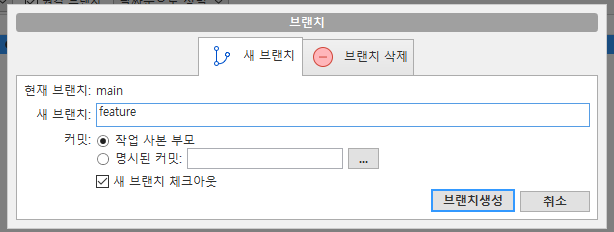 브랜치
새 브랜치
브랜치 삭제
현재 브랜치: main
새 브랜치: feature
커밋: 작업 사본 부모
명시된 커밋: ...
새 브랜치 체크아웃
브랜치생성 취소